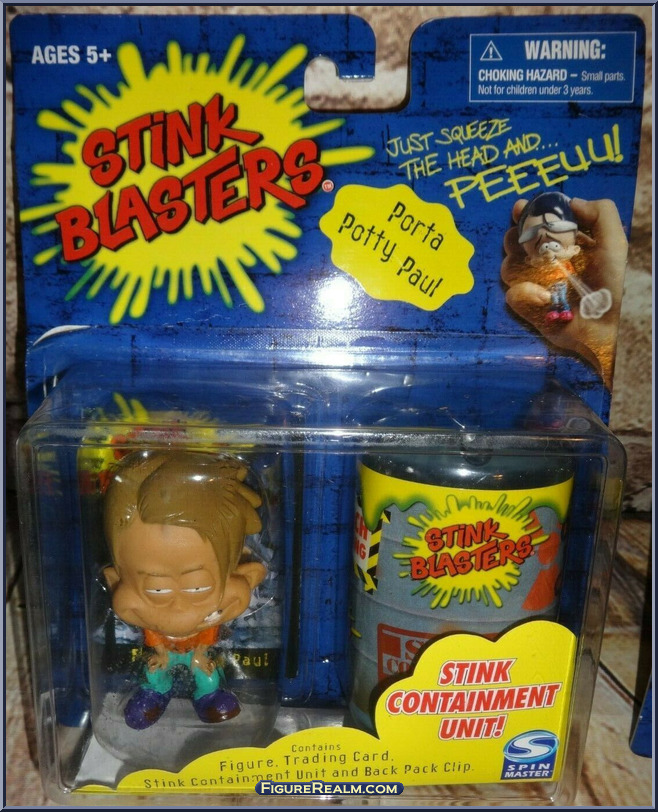 AGES 5+
WARNING:
CHOKING HAZARD – Small parts.
Not for children under 3 years.
STINK
BLASTERS
TM
JUST SQUEEZE
THE HEAD AND...
PEEEUU!
Porta
Potty Paul
STINK
BLASTERS
Paul
STINK
CONTAINMENT
UNIT!
Contains
Figure, Trading Card,
Stink Containment Unit and Back Pack Clip.
SPIN
MASTER
FIGUREREALM.COM